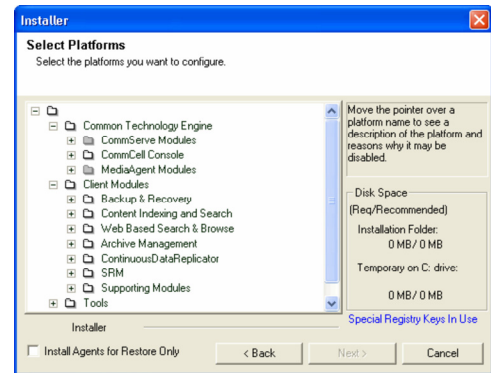 Installer
Select Platforms
Select the platforms you want to configure.
Common Technology Engine
CommServe Modules
CommCell Console
MediaAgent Modules
Client Modules
Backup & Recovery
Content Indexing and Search
Web Based Search & Browse
Archive Management
ContinuousDataReplicator
SRM
Supporting Modules
Tools
Move the pointer over a
platform name to see a
description of the platform and
reasons why it may be
disabled.
Disk Space
(Req/Recommended)
Installation Folder:
0 MB/ 0 MB
Temporary on C: drive:
0 MB/ 0 MB
Special Registry Keys In Use
Installer
Install Agents for Restore Only
< Back
Next >
Cancel